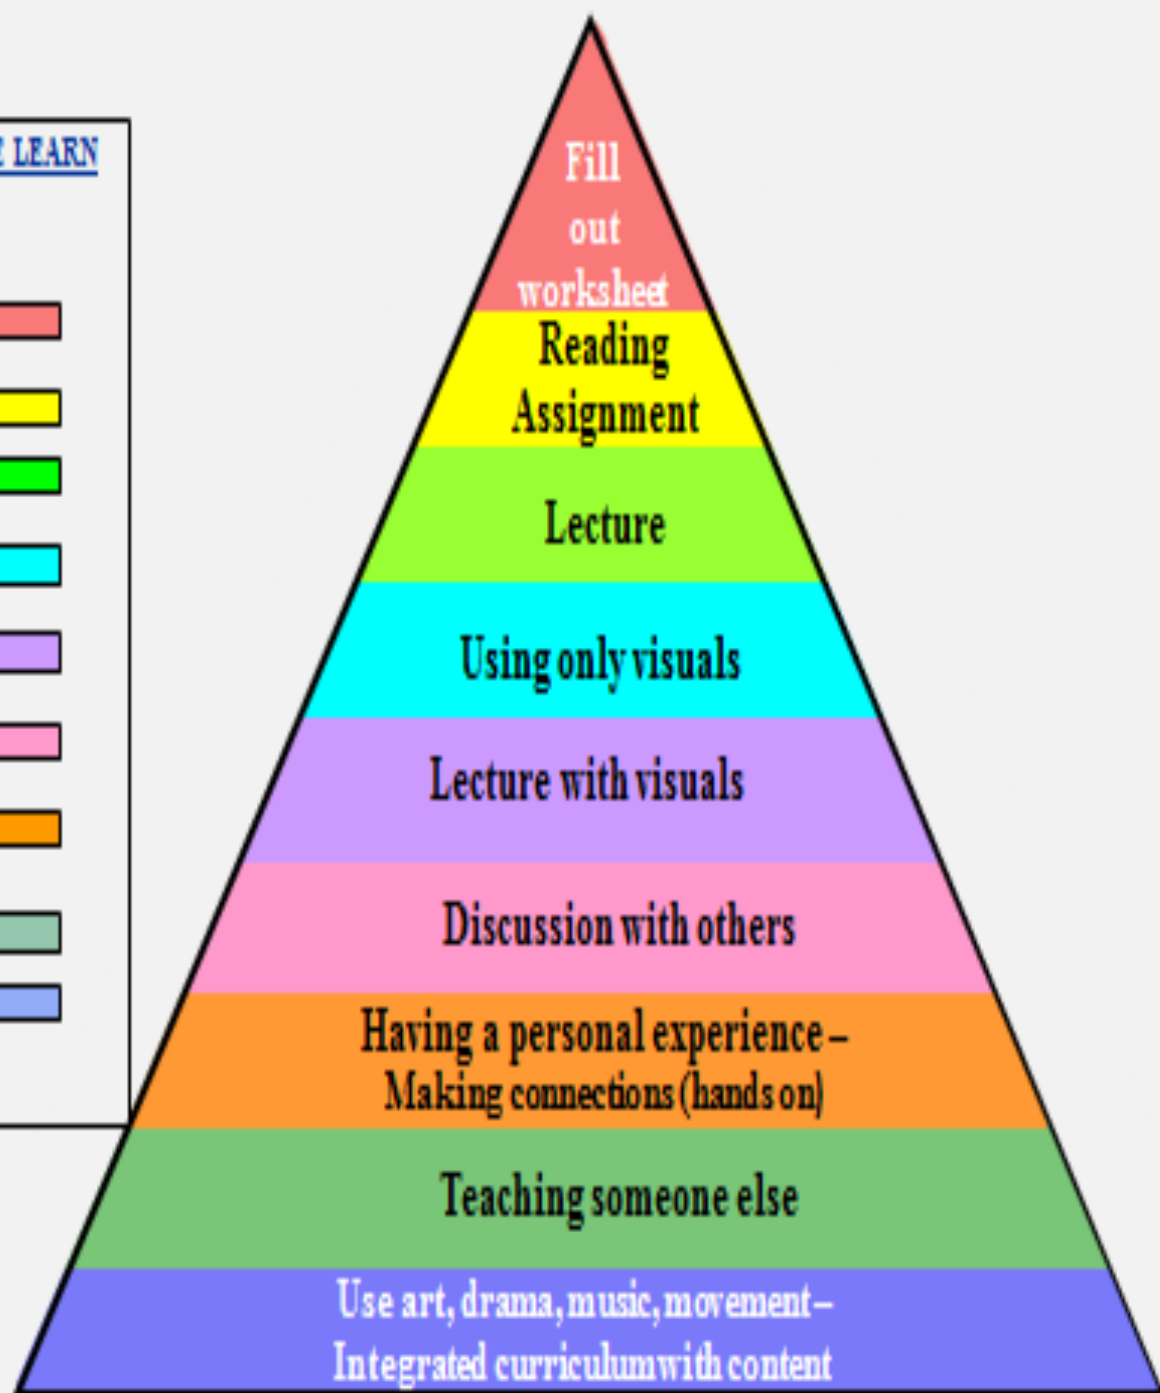 LEARN
Fill
out
worksheet
Reading
Assignment
Lecture
Using only visuals
Lecture with visuals
Discussion with others
Having a personal experience –
Making connections (hands on)
Teaching someone else
Use art, drama, music, movement –
Integrated curriculum with content